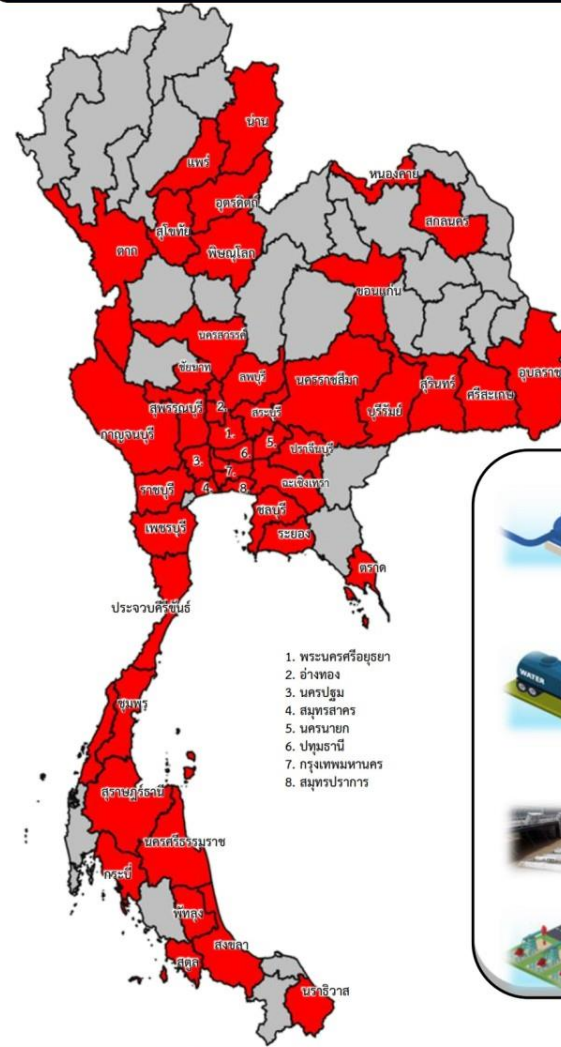 น่าน
แพร่
หนองคาย
อุตรดิตถ์
สกลนคร
สุโขทัย
ตาก
พิษณุโลก
ขอนแก่น
นครสวรรค์
ชัยนาท
ลพบุรี
นครราชสีมา
สุรินทร์
อุบลราช
สุพรรณบุรี
2.
สระบุรี
บุรีรัมย์
ศรีสะเกษ
กาญจนบุรี
1.
5.
ปราจีนบุรี
3.
6.
7.
ฉะเชิงเทรา
ราชบุรี
4.
8.
ชลบุรี
เพชรบุรี
ระยอง
ตราด
ประจวบคีรีขันธ์
WATER
1. พระนครศรีอยุธยา
2. อ่างทอง
3. นครปฐม
4. สมุทรสาคร
5. นครนายก
6. ปทุมธานี
7. กรุงเทพมหานคร
8. สมุทรปราการ
ชุมพร
สุราษฎร์ธานี
นครศรีธรรมราช
กระบี่
พัทลุง
สงขลา
สตูล
นราธิวาส